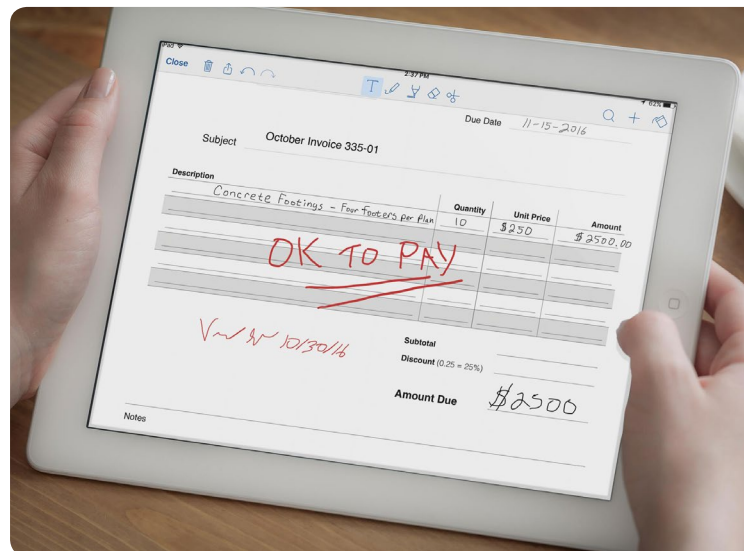 iPad
2:37 PM
62%
Close
T
Due Date 11-15-2016
Subject October Invoice 335-01
Description Quantity Unit Price Amount
Concrete Footings - Four footers per plan 10 $250 $2500.00
OK TO PAY
10/30/16
Subtotal
Discount (0.25 = 25%)
Amount Due $2500
Notes